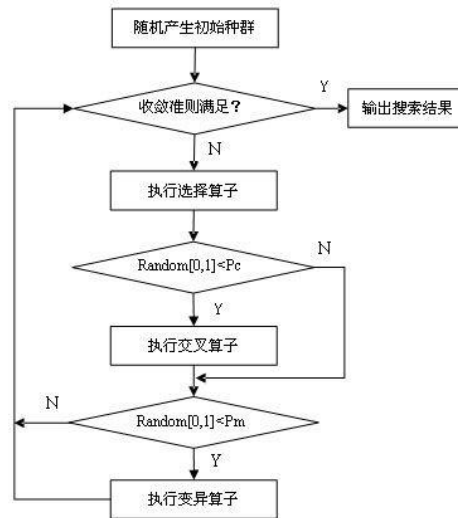 随机产生初始种群
收敛准则满足?
Y
输出搜索结果
N
执行选择算子
Random[0,1]<Pc
N
Y
执行交叉算子
N
Random[0,1]<Pm
Y
执行变异算子